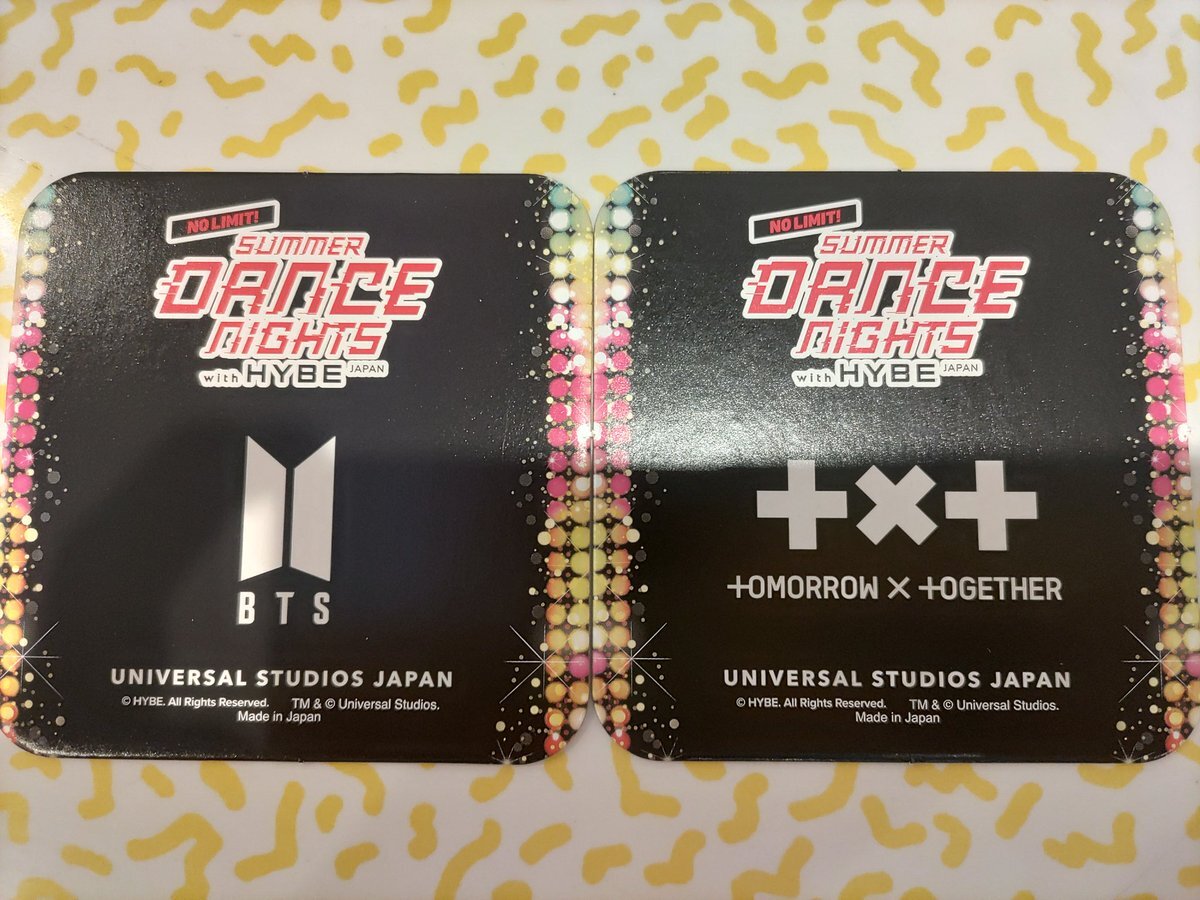 NO LIMIT!
SUMMER
DANCE
NIGHTS
with HYBE JAPAN
BTS
UNIVERSAL STUDIOS JAPAN
© HYBE. All Rights Reserved. TM & © Universal Studios.
Made in Japan
NO LIMIT!
SUMMER
DANCE
NIGHTS
with HYBE JAPAN
TXT
TOMORROW X TOGETHER
UNIVERSAL STUDIOS JAPAN
© HYBE. All Rights Reserved. TM & © Universal Studios.
Made in Japan